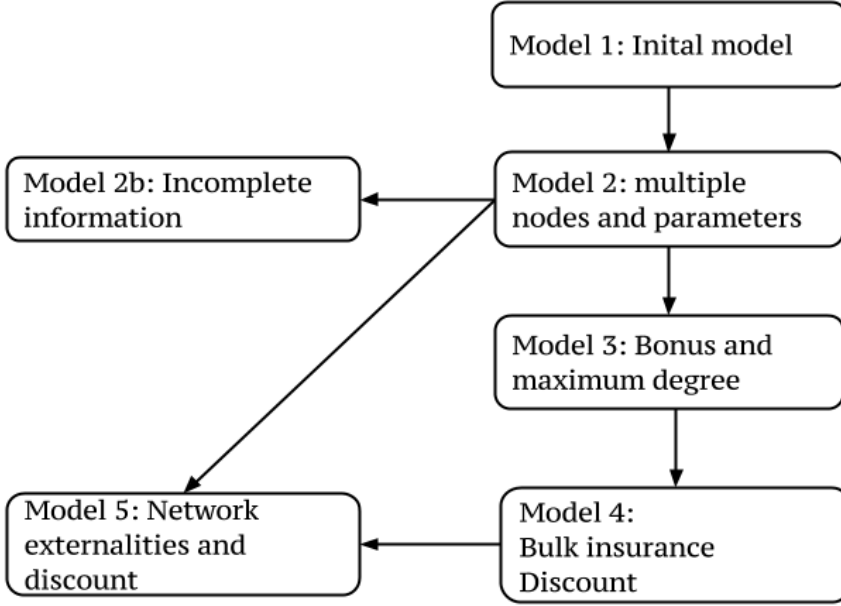 Model 1: Inital model
Model 2b: Incomplete
information
Model 2: multiple
nodes and parameters
Model 3: Bonus and
maximum degree
Model 5: Network
externalities and
discount
Model 4:
Bulk insurance
Discount